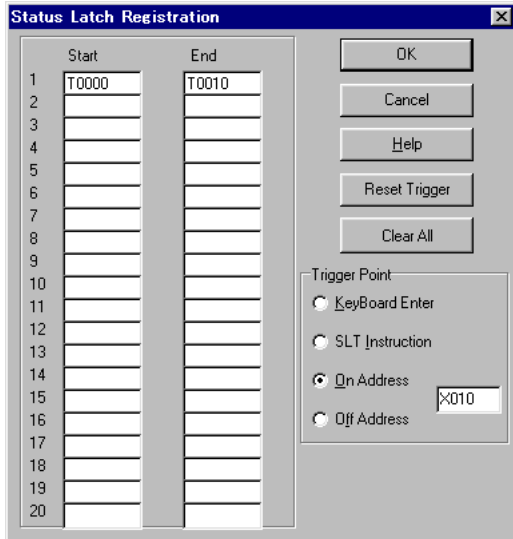 Status Latch Registration
Start End
1 T0000 T0010
2
3
4
5
6
7
8
9
10
11
12
13
14
15
16
17
18
19
20
OK
Cancel
Help
Reset Trigger
Clear All
Trigger Point
KeyBoard Enter
SLT Instruction
On Address
X010
Off Address